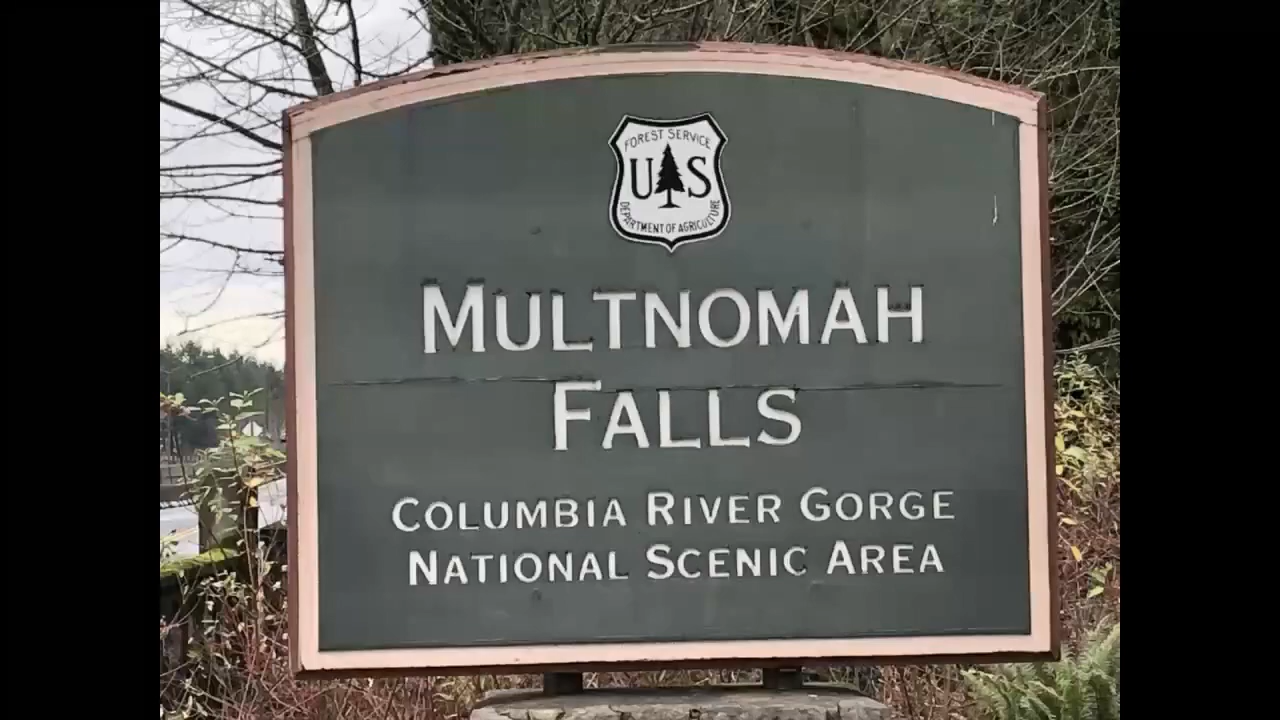 FOREST SERVICE
US
DEPARTMENT OF AGRICULTURE
MULTNOMAH
FALLS
COLUMBIA RIVER GORGE
NATIONAL SCENIC AREA